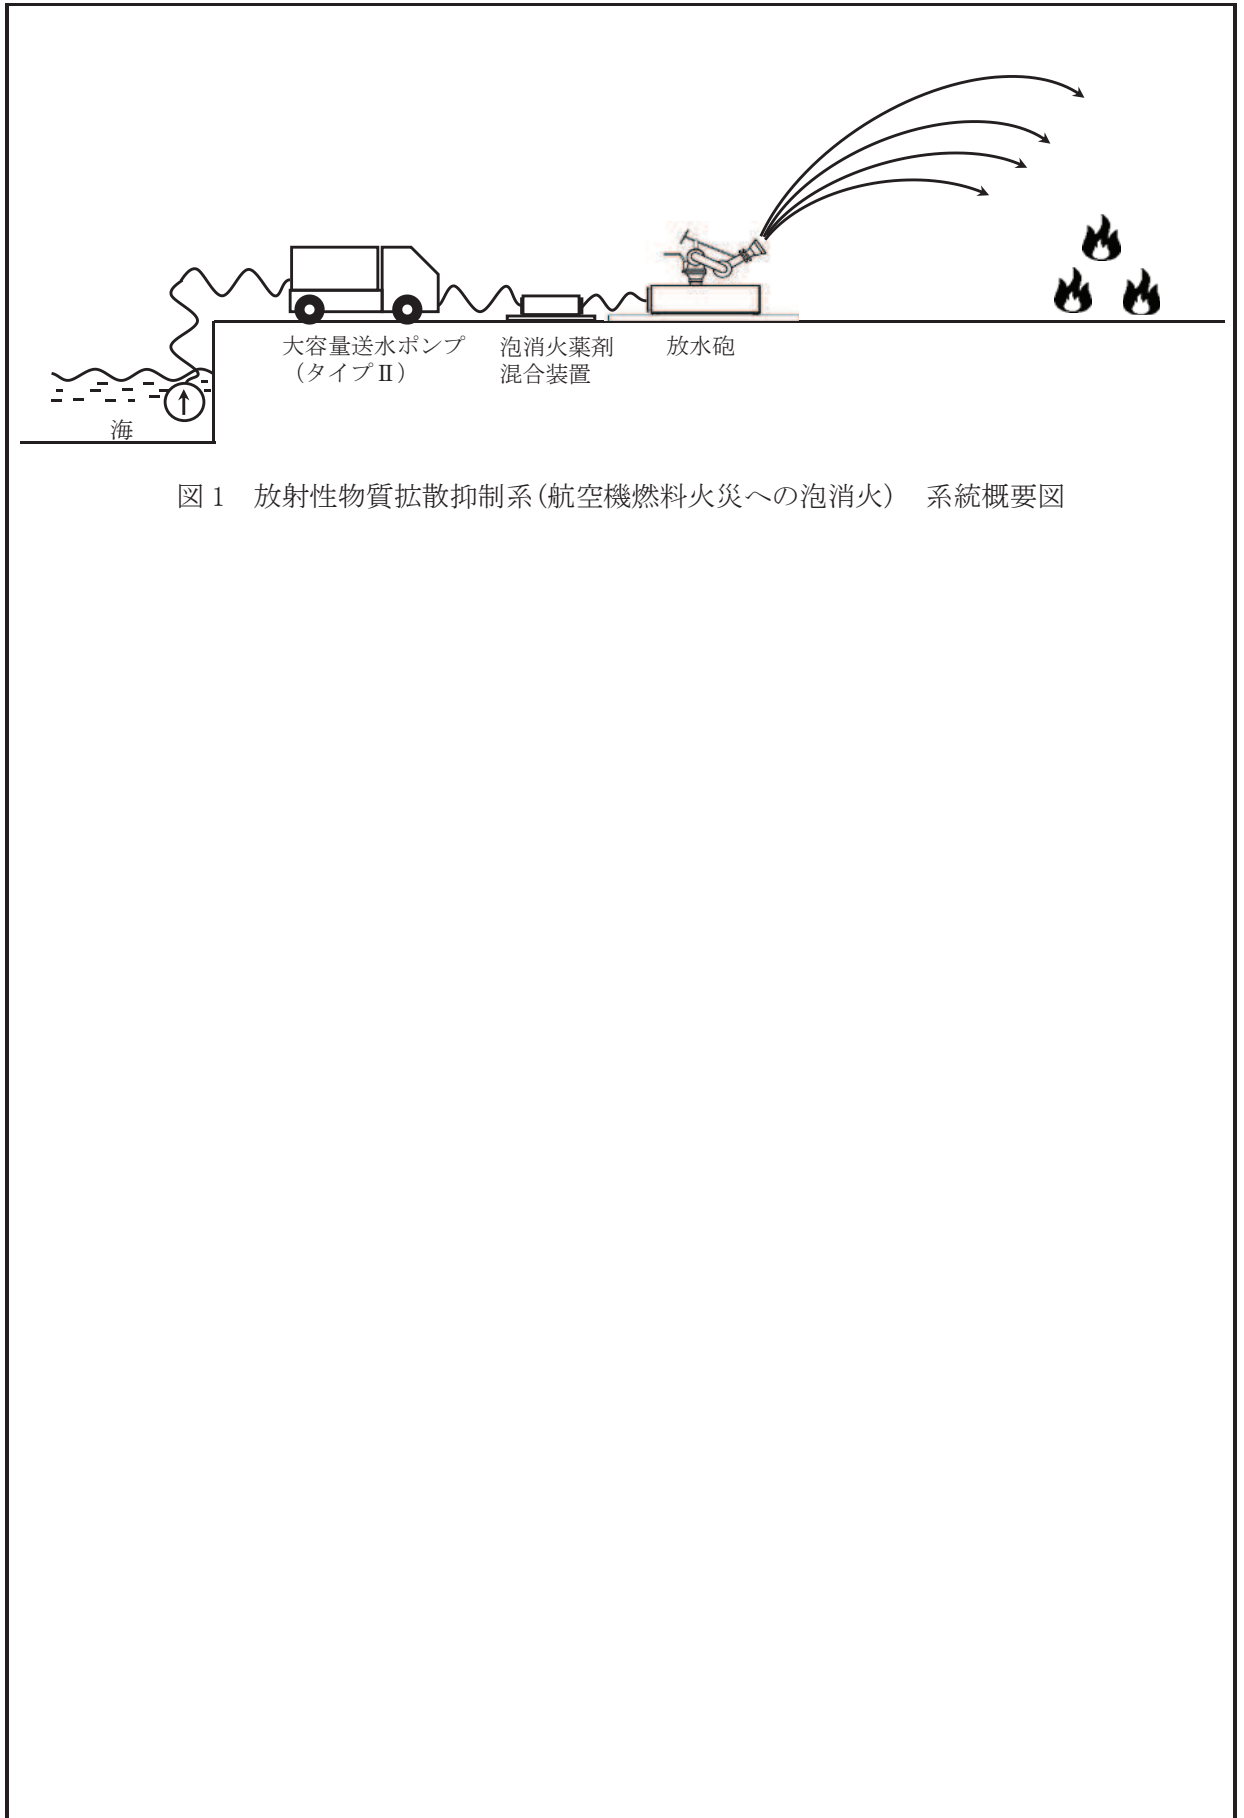 大容量送水ポンプ
（タイプⅡ）
泡消火薬剤
混合装置
放水砲
海
図1　放射性物質拡散抑制系(航空機燃料火災への泡消火)　系統概要図